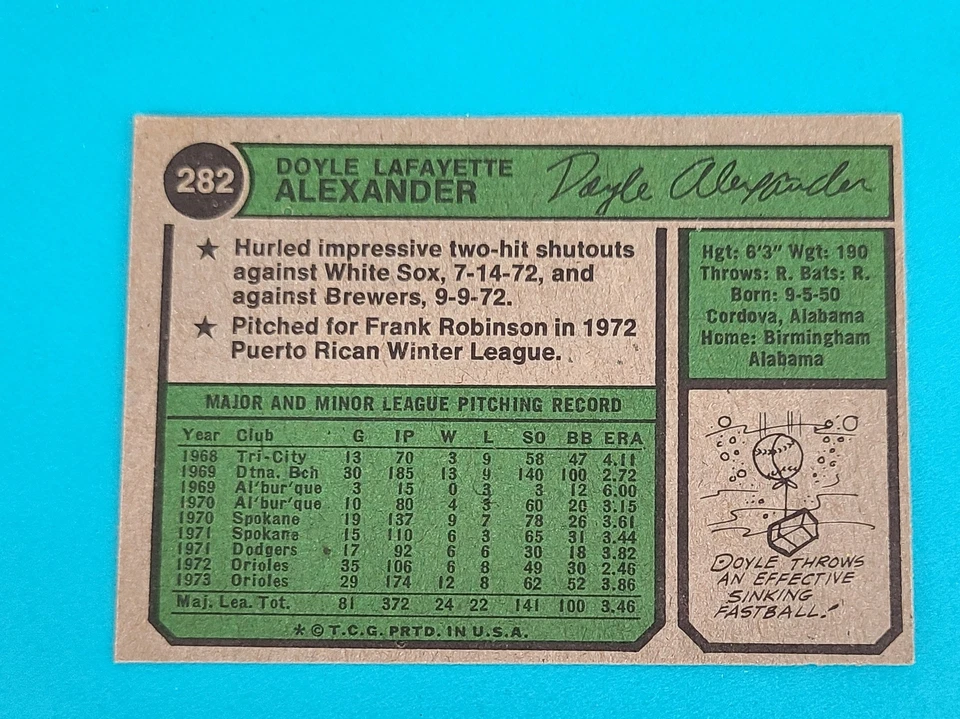 282
DOYLE LAFAYETTE
ALEXANDER
Doyle Alexander
★ Hurled impressive two-hit shutouts
against White Sox, 7-14-72, and
against Brewers, 9-9-72.
★ Pitched for Frank Robinson in 1972
Puerto Rican Winter League.
Hgt: 6'3" Wgt: 190
Throws: R. Bats: R.
Born: 9-5-50
Cordova, Alabama
Home: Birmingham
Alabama
MAJOR AND MINOR LEAGUE PITCHING RECORD
Year Club G IP W L SO BB ERA
1968 Tri-City 13 70 3 9 58 47 4.11
1969 Dtna. Bch 30 185 13 9 140 100 2.72
1969 Al'bur'que 3 15 0 3 3 12 6.00
1970 Al'bur'que 10 80 4 3 60 20 3.15
1970 Spokane 19 137 9 7 78 26 3.61
1971 Spokane 15 110 6 3 65 31 3.44
1971 Dodgers 17 92 6 6 30 18 3.82
1972 Orioles 35 106 6 8 49 30 2.46
1973 Orioles 29 174 12 8 62 52 3.86
Maj. Lea. Tot. 81 372 24 22 141 100 3.46
* © T.C.G. PRTD. IN U.S.A.
DOYLE THROWS
AN EFFECTIVE
SINKING
FASTBALL.